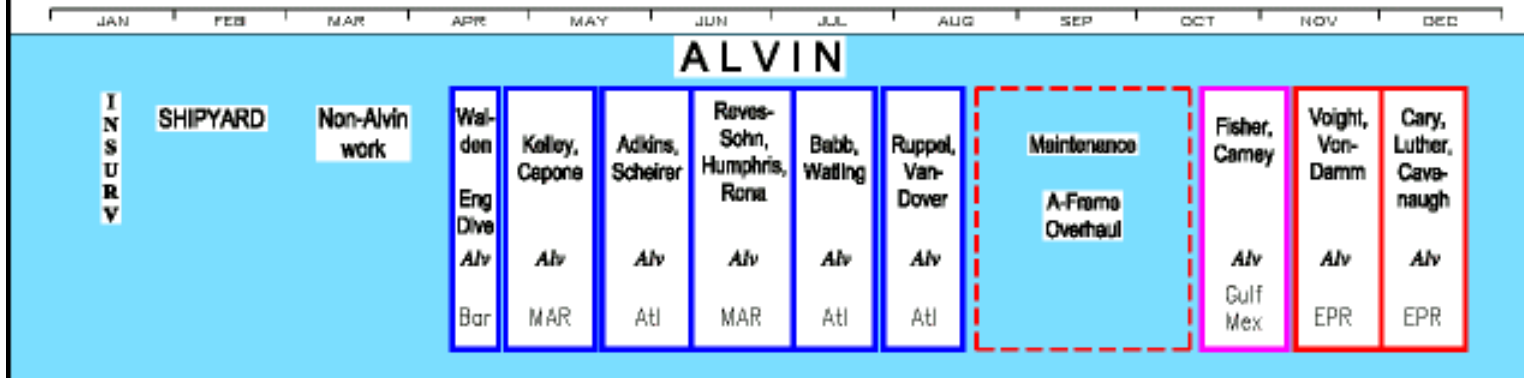 JAN FEB MAR APR MAY JUN JUL AUG SEP OCT NOV DEC
ALVIN
I
N
S
U
R
V
SHIPYARD
Non-Alvin
work
Wal-
den
Eng
Dive
Alv
Bar
Kelley,
Capone
Alv
MAR
Adkins,
Scheirer
Alv
Atl
Reves-
Sohn,
Humphris,
Rona
Alv
MAR
Babb,
Watling
Alv
Atl
Ruppel,
Van-
Dover
Alv
Atl
Maintenance
A-Frame
Overhaul
Fisher,
Carney
Alv
Gulf
Mex
Voight,
Von-
Damm
Alv
EPR
Cary,
Luther,
Cava-
naugh
Alv
EPR